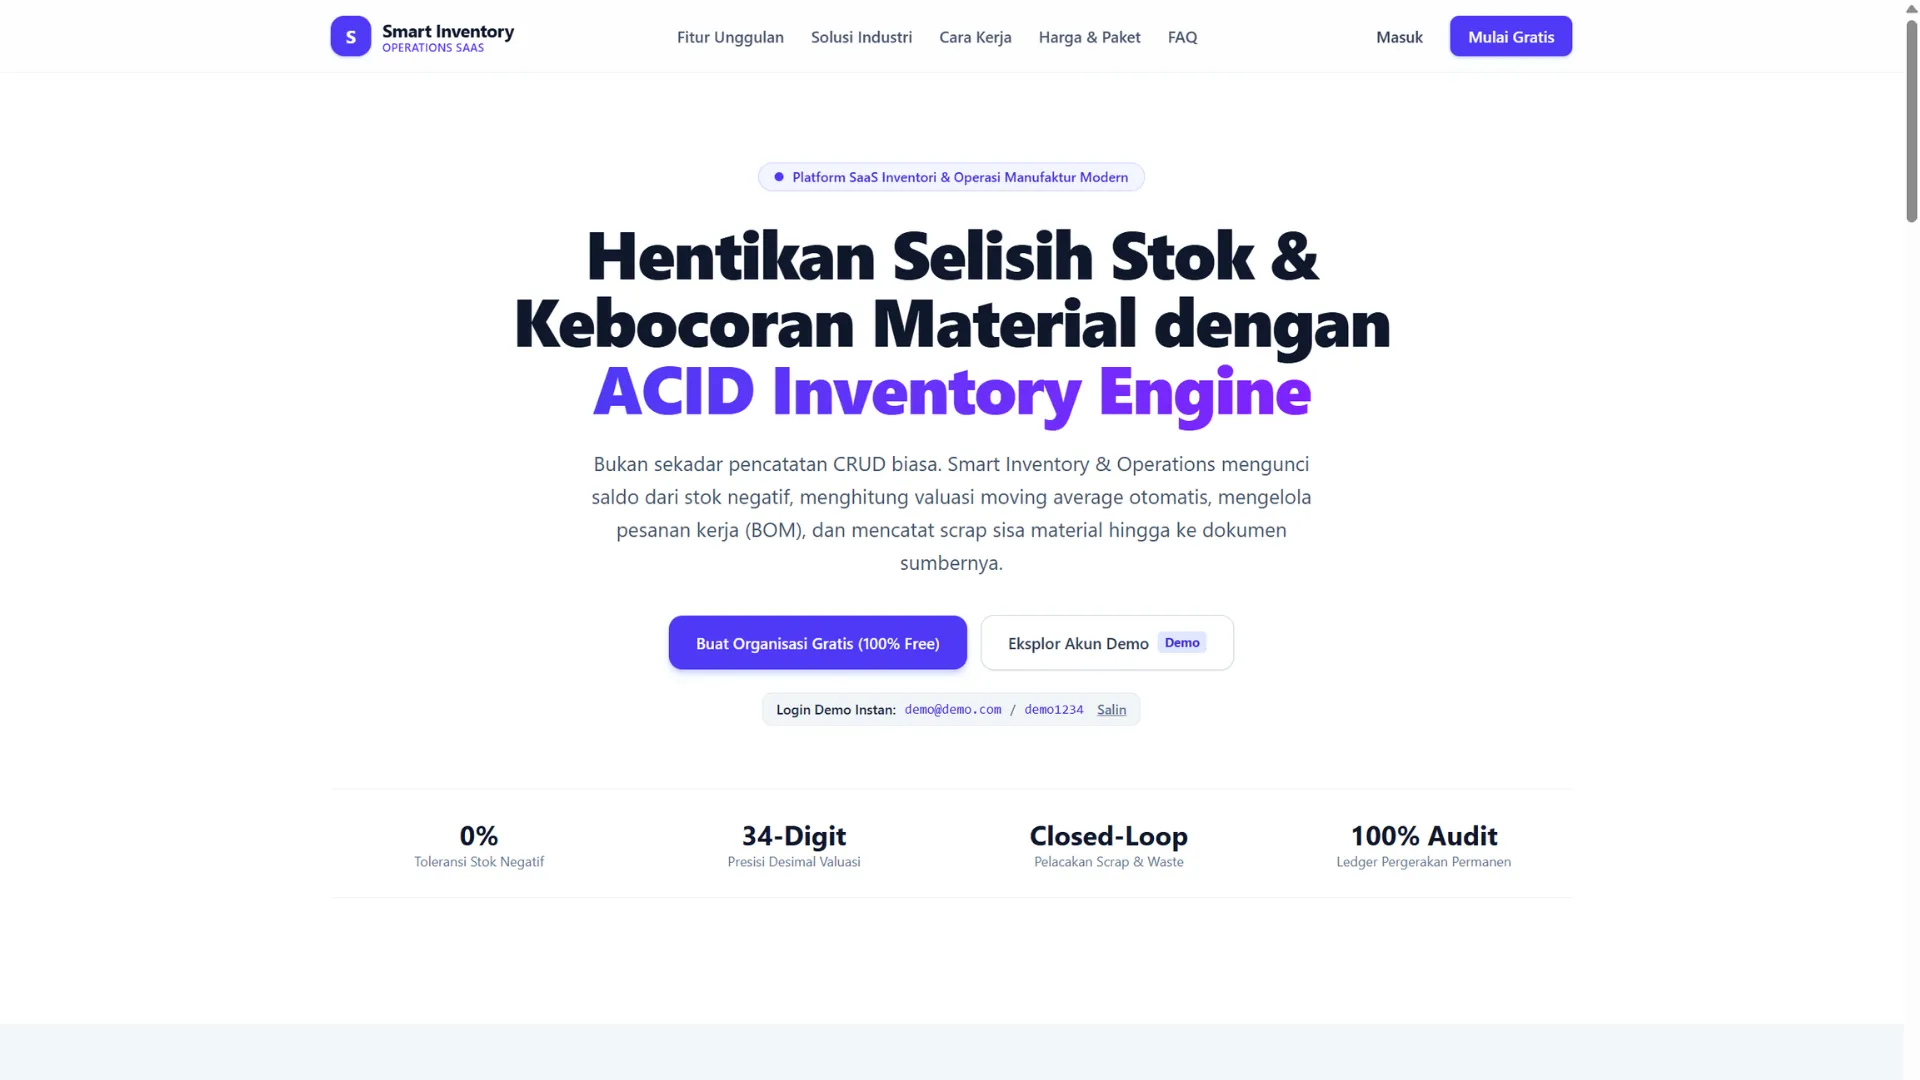 S
Smart Inventory
OPERATIONS SAAS
Fitur Unggulan
Solusi Industri
Cara Kerja
Harga & Paket
FAQ
Masuk
Mulai Gratis
Platform SaaS Inventori & Operasi Manufaktur Modern
Hentikan Selisih Stok &
Kebocoran Material dengan
ACID Inventory Engine
Bukan sekadar pencatatan CRUD biasa. Smart Inventory & Operations mengunci
saldo dari stok negatif, menghitung valuasi moving average otomatis, mengelola
pesanan kerja (BOM), dan mencatat scrap sisa material hingga ke dokumen
sumbernya.
Buat Organisasi Gratis (100% Free)
Eksplor Akun Demo Demo
Login Demo Instan: demo@demo.com / demo1234 Salin
0%
Toleransi Stok Negatif
34-Digit
Presisi Desimal Valuasi
Closed-Loop
Pelacakan Scrap & Waste
100% Audit
Ledger Pergerakan Permanen